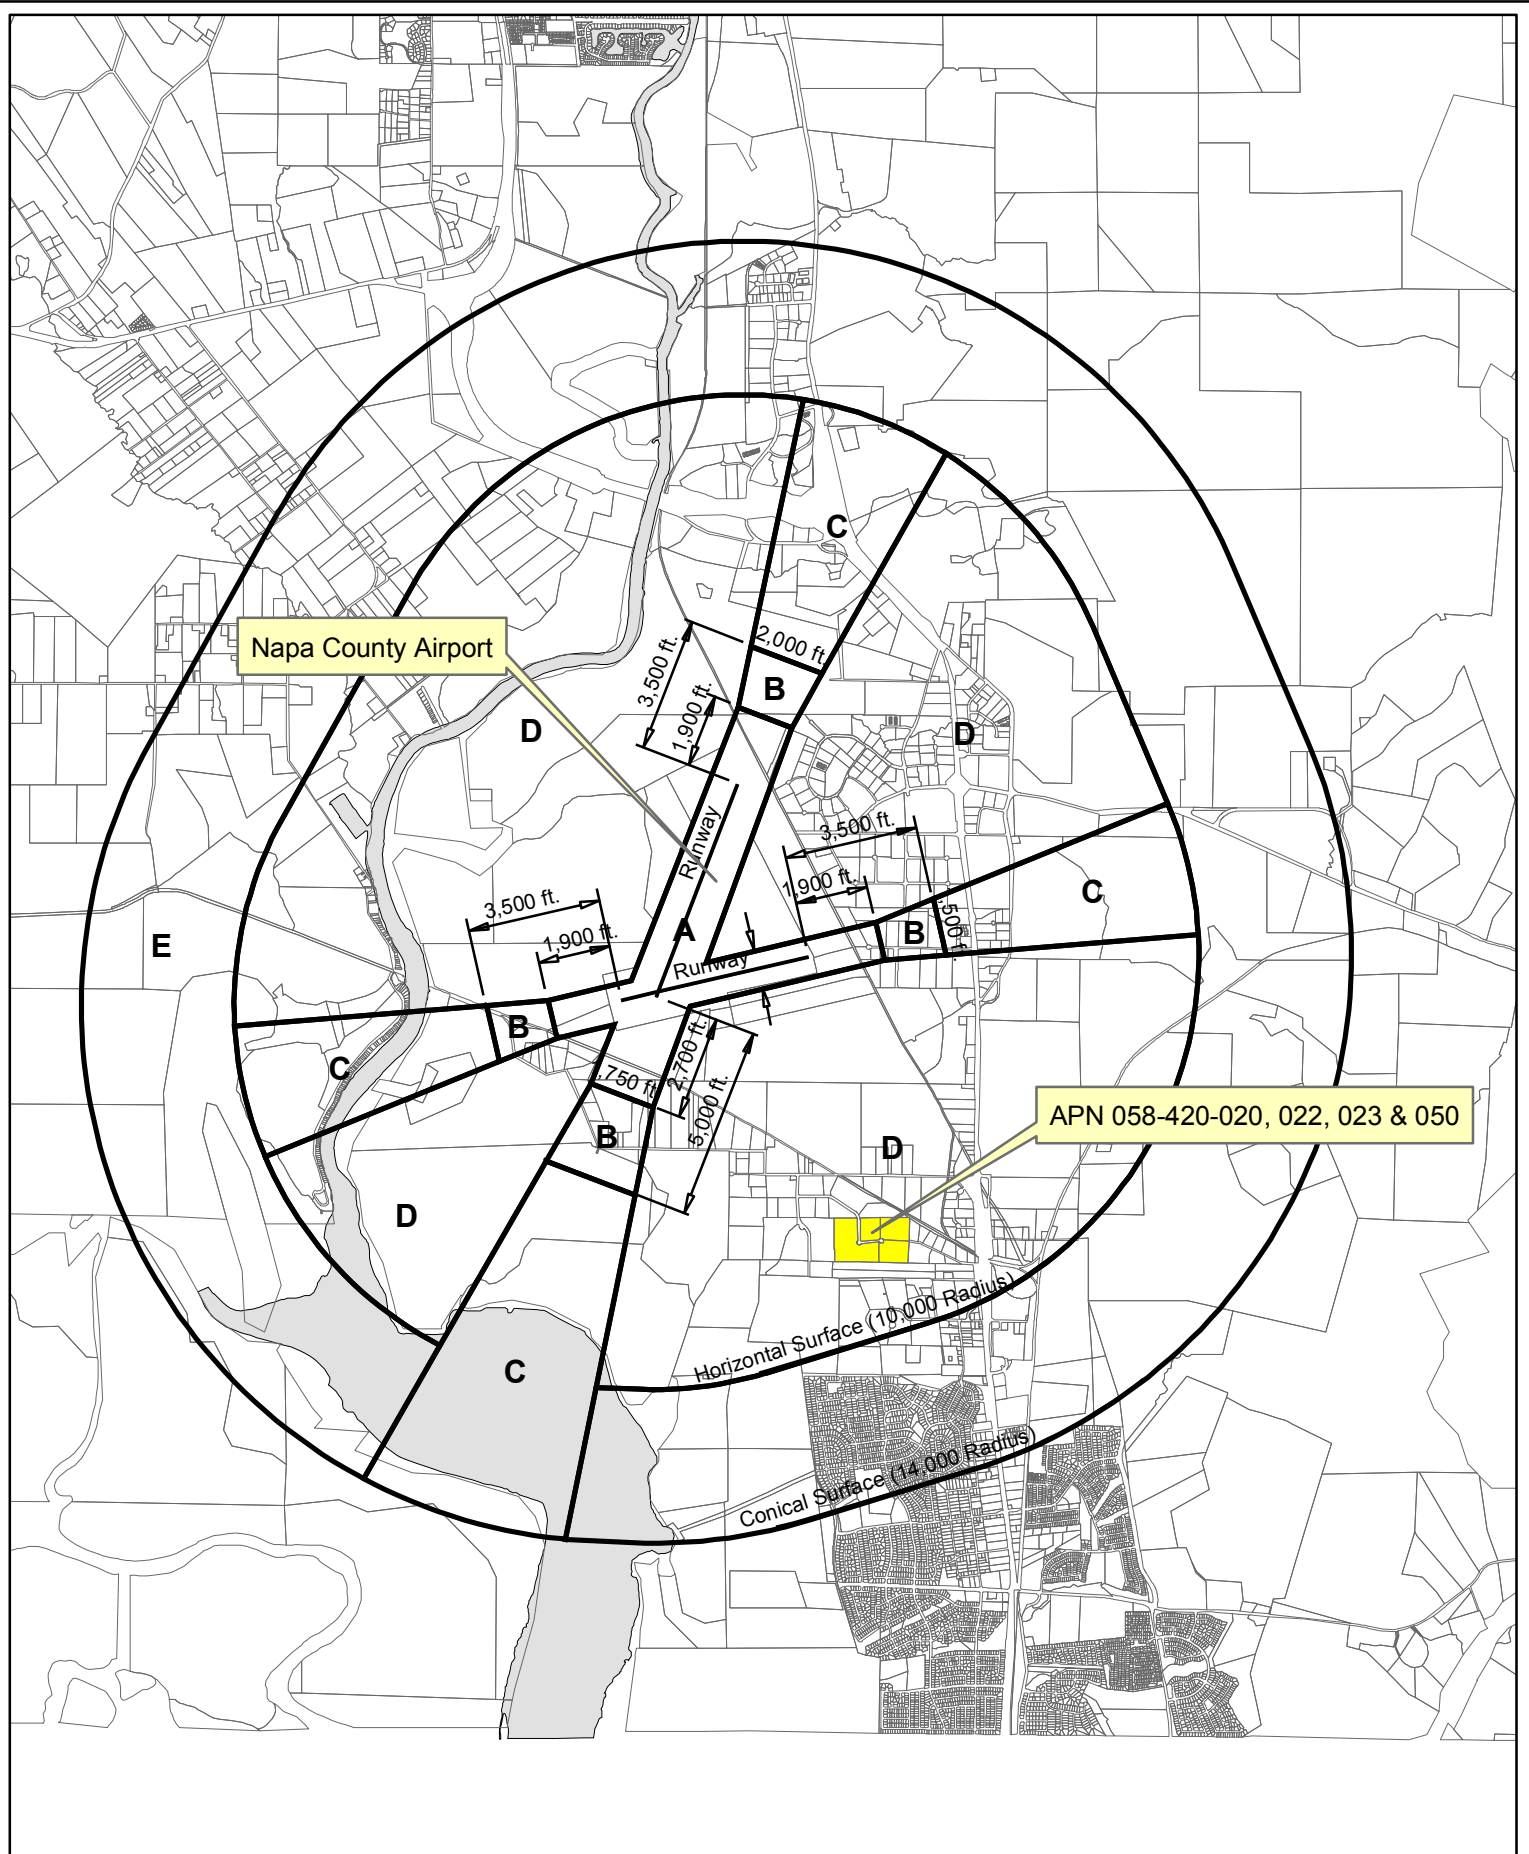 C
Napa County Airport
2,000 ft.
3,500 ft.
B
1,900 ft.
D
D
Runway
3,500 ft.
1,900 ft.
C
3,500 ft.
1,900 ft.
E
A
B
,500 ft.
Runway
B
C
2,700 ft.
,750 ft
5,000 ft.
APN 058-420-020, 022, 023 & 050
B
D
D
Horizontal Surface (10,000 Radius)
C
Conical Surface (14,000 Radius)